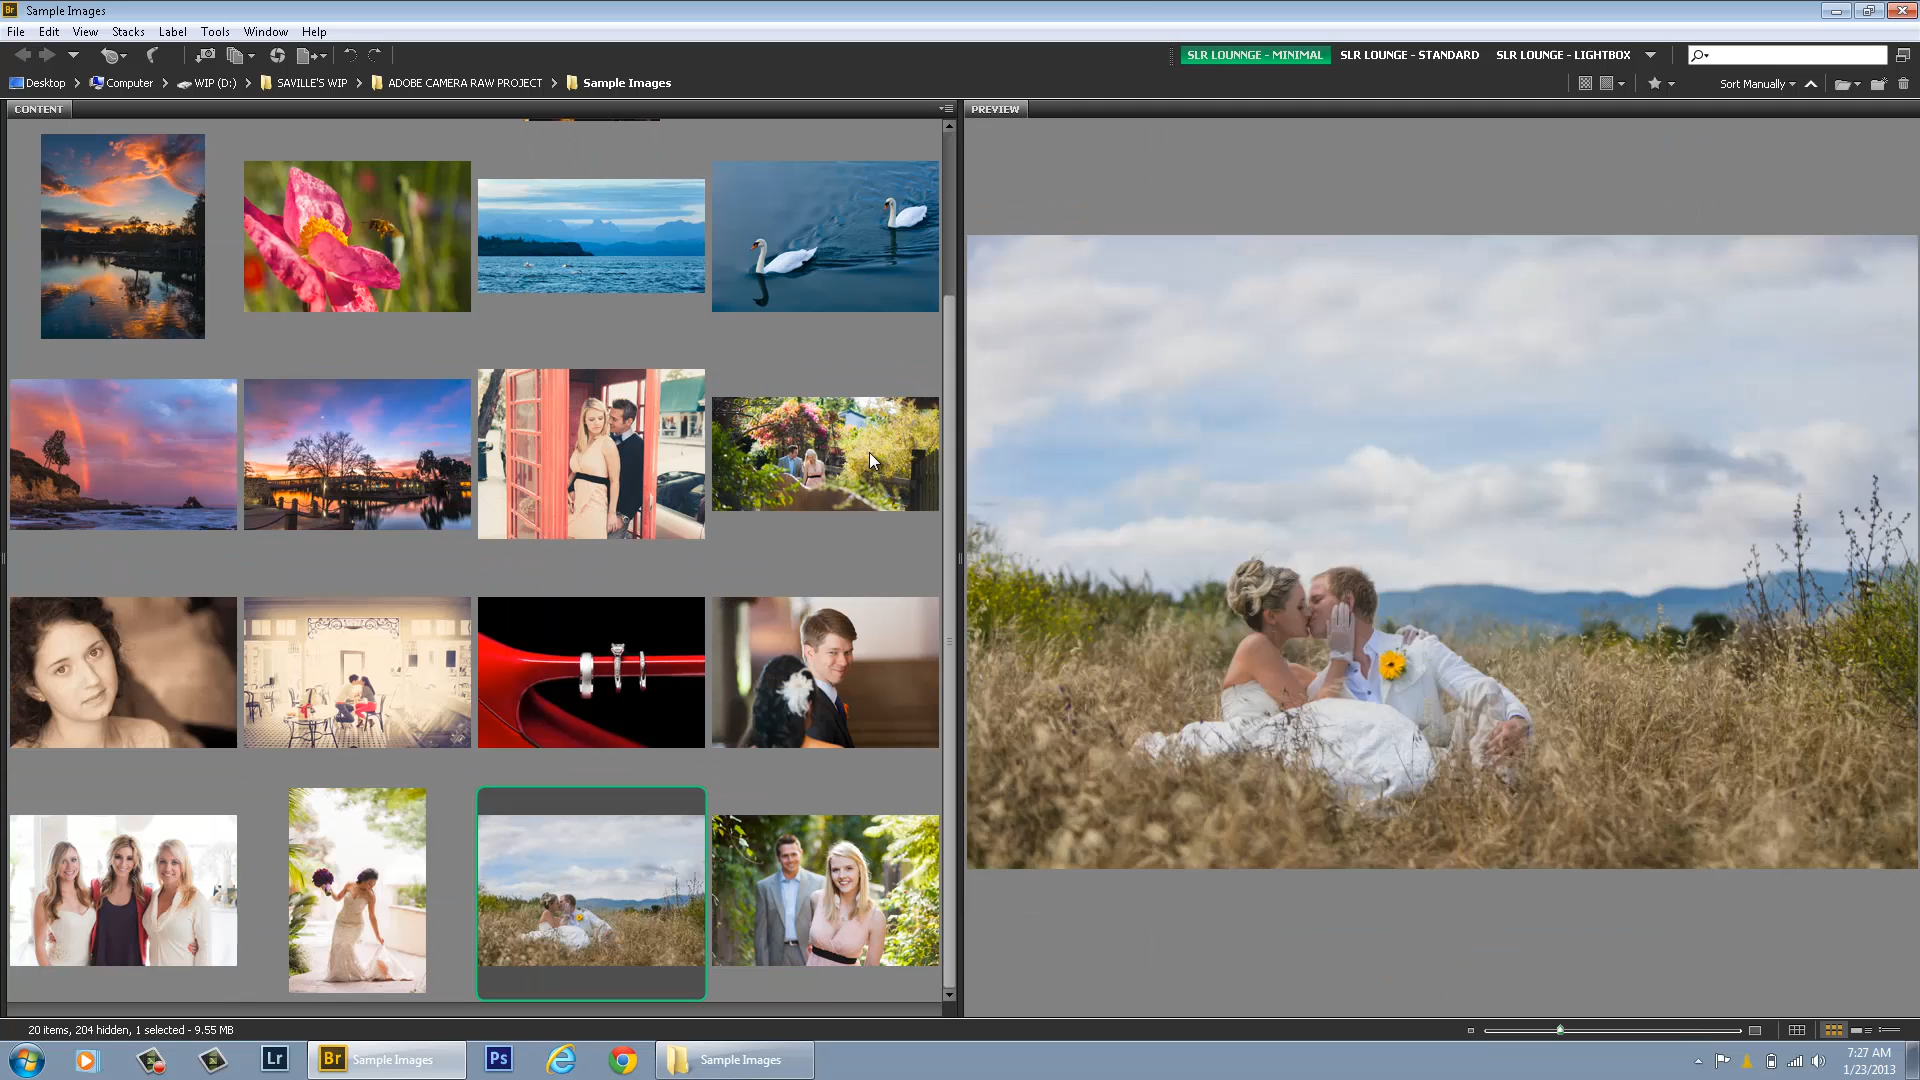 Br Sample Images
File Edit View Stacks Label Tools Window Help
SLR LOUNNGE - MINIMAL SLR LOUNGE - STANDARD SLR LOUNGE - LIGHTBOX
Desktop Computer WIP (D:) SAVILLE'S WIP ADOBE CAMERA RAW PROJECT Sample Images Sort Manually
CONTENT PREVIEW
20 items, 204 hidden, 1 selected - 9.55 MB
Lr Br Sample Images Ps Sample Images 7:27 AM
1/23/2013